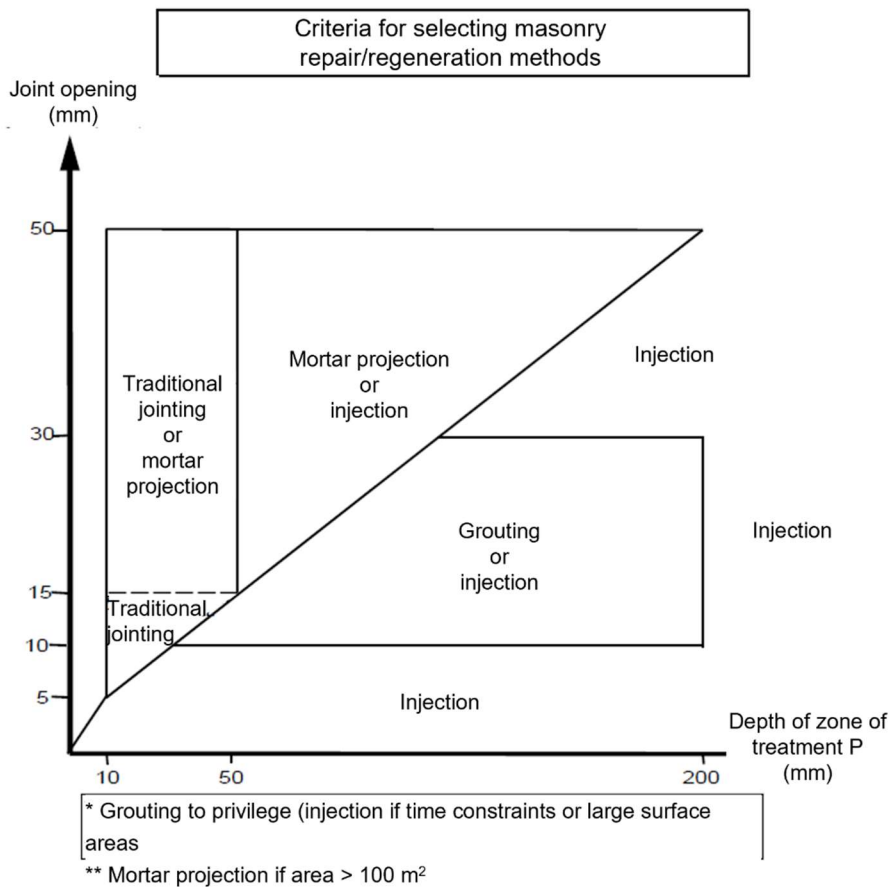 Criteria for selecting masonry
repair/regeneration methods
Joint opening
(mm)
50
30
15
10
5
Traditional
jointing
or
mortar
projection
Mortar projection
or
injection
Injection
Grouting
or
injection
Injection
Traditional
jointing
Injection
Depth of zone of
treatment P
(mm)
10
50
200
* Grouting to privilege (injection if time constraints or large surface
areas
** Mortar projection if area > 100 m²